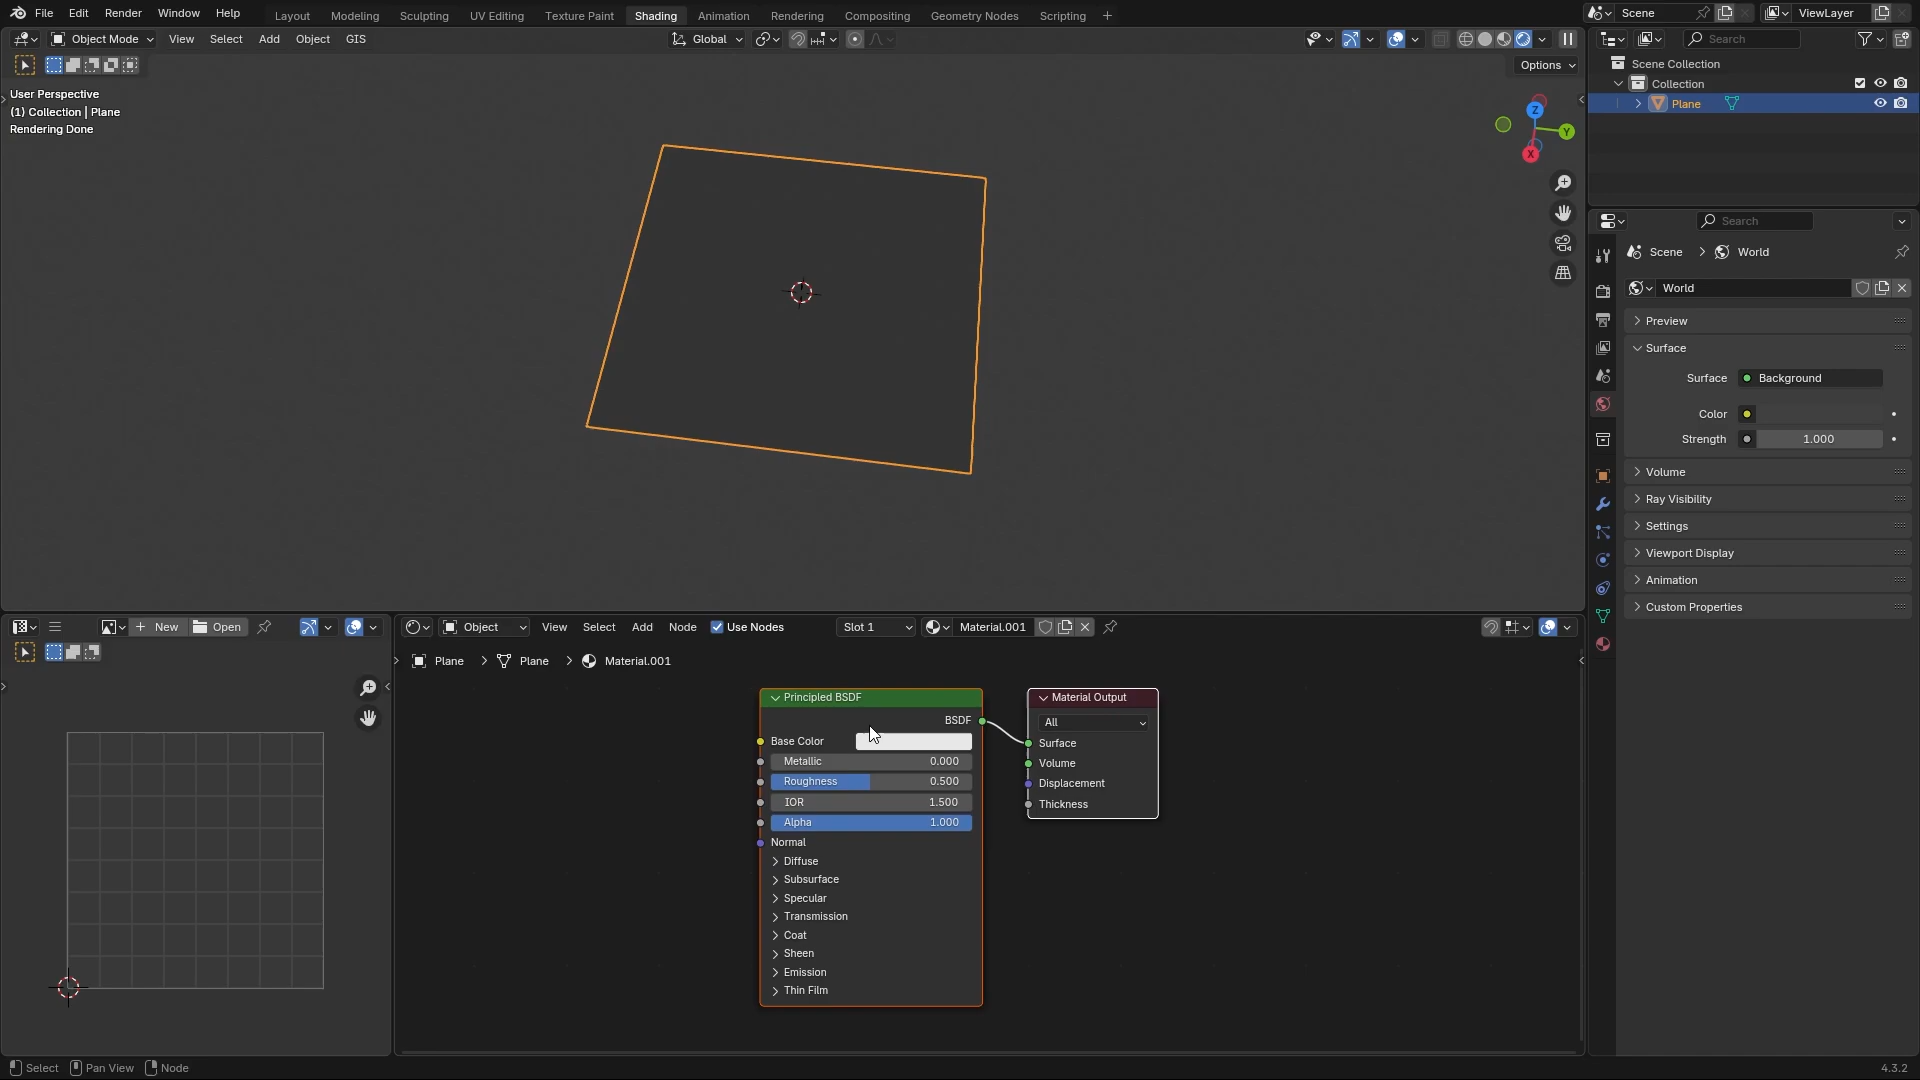 File Edit Render Window Help Layout Modeling Sculpting UV Editing Texture Paint Shading Animation Rendering Compositing Geometry Nodes Scripting + Scene ViewLayer
Object Mode View Select Add Object GIS Global Search
Options
User Perspective
(1) Collection | Plane
Rendering Done
Z
Y
X
Scene Collection
Collection
Plane
Search
Scene > World
World
Preview
Surface
Surface Background
Color
Strength 1.000
Volume
Ray Visibility
Settings
Viewport Display
Animation
Custom Properties
+ New Open
Object View Select Add Node Use Nodes Slot 1 Material.001
Plane > Plane > Material.001
Principled BSDF
BSDF
Base Color
Metallic 0.000
Roughness 0.500
IOR 1.500
Alpha 1.000
Normal
Diffuse
Subsurface
Specular
Transmission
Coat
Sheen
Emission
Thin Film
Material Output
All
Surface
Volume
Displacement
Thickness
Select Pan View Node 4.3.2